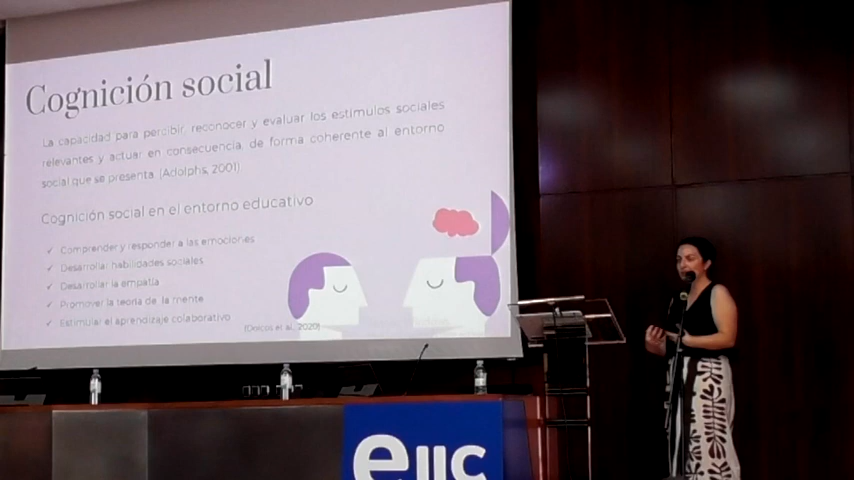 Cognición social
La capacidad para percibir, reconocer y evaluar los estímulos sociales
relevantes y actuar en consecuencia, de forma coherente al entorno
social que se presenta. (Adolphs, 2001).
Cognición social en el entorno educativo
✓ Comprender y responder a las emociones
✓ Desarrollar habilidades sociales
✓ Desarrollar la empatía
✓ Promover la teoría de la mente
✓ Estimular el aprendizaje colaborativo
(Dolcos et al., 2020)
eiic